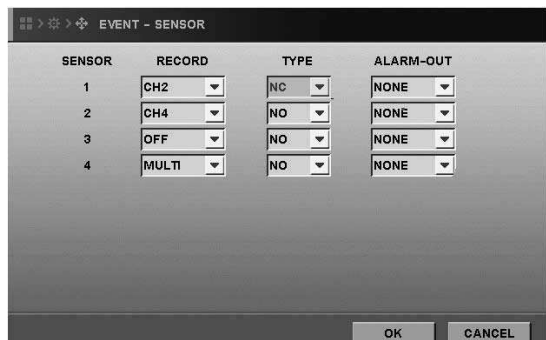 EVENT - SENSOR
SENSOR RECORD TYPE ALARM-OUT
1 CH2 NC NONE
2 CH4 NO NONE
3 OFF NO NONE
4 MULTI NO NONE
OK CANCEL